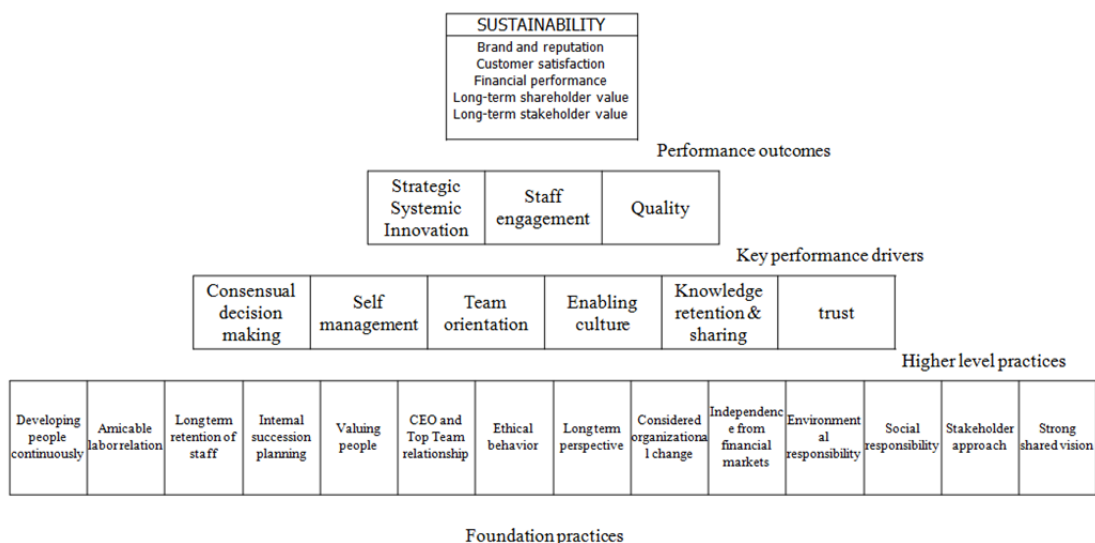 SUSTAINABILITY
Brand and reputation
Customer satisfaction
Financial performance
Long-term shareholder value
Long-term stakeholder value
Performance outcomes
Strategic
Systemic
Innovation
Staff
engagement
Quality
Key performance drivers
Consensual
decision
making
Self
management
Team
orientation
Enabling
culture
Knowledge
retention &
sharing
trust
Higher level practices
Developing
people
continuously
Amicable
labor relation
Long term
retention of
staff
Internal
succession
planning
Valuing
people
CEO and
Top Team
relationship
Ethical
behavior
Long term
perspective
Considered
organizationa
l change
Independenc
e from
financial
markets
Environment
al
responsibility
Social
responsibility
Stakeholder
approach
Strong
shared vision
Foundation practices